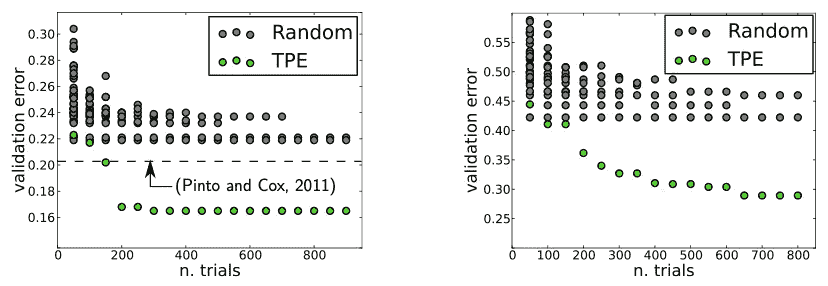 validation error
0.30
0.28
0.26
0.24
0.22
0.20
0.18
0.16
Random
TPE
(Pinto and Cox, 2011)
0 200 400 600 800
n. trials
validation error
0.55
0.50
0.45
0.40
0.35
0.30
0.25
Random
TPE
0 100 200 300 400 500 600 700 800
n. trials